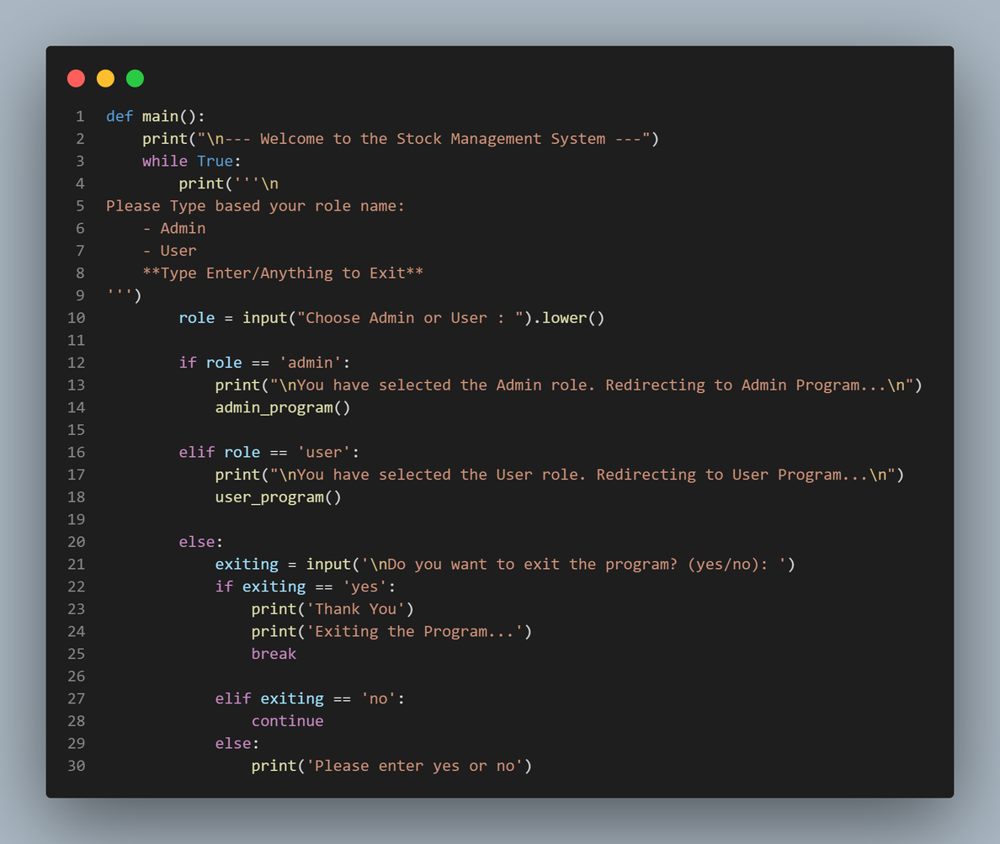 1 def main():
2     print("\n--- Welcome to the Stock Management System ---")
3     while True:
4         print('''\n
5 Please Type based your role name:
6     - Admin
7     - User
8     **Type Enter/Anything to Exit**
9 ''')
10         role = input("Choose Admin or User : ").lower()
11
12         if role == 'admin':
13             print("\nYou have selected the Admin role. Redirecting to Admin Program...\n")
14             admin_program()
15
16         elif role == 'user':
17             print("\nYou have selected the User role. Redirecting to User Program...\n")
18             user_program()
19
20         else:
21             exiting = input('\nDo you want to exit the program? (yes/no): ')
22             if exiting == 'yes':
23                 print('Thank You')
24                 print('Exiting the Program...')
25                 break
26
27             elif exiting == 'no':
28                 continue
29             else:
30                 print('Please enter yes or no')